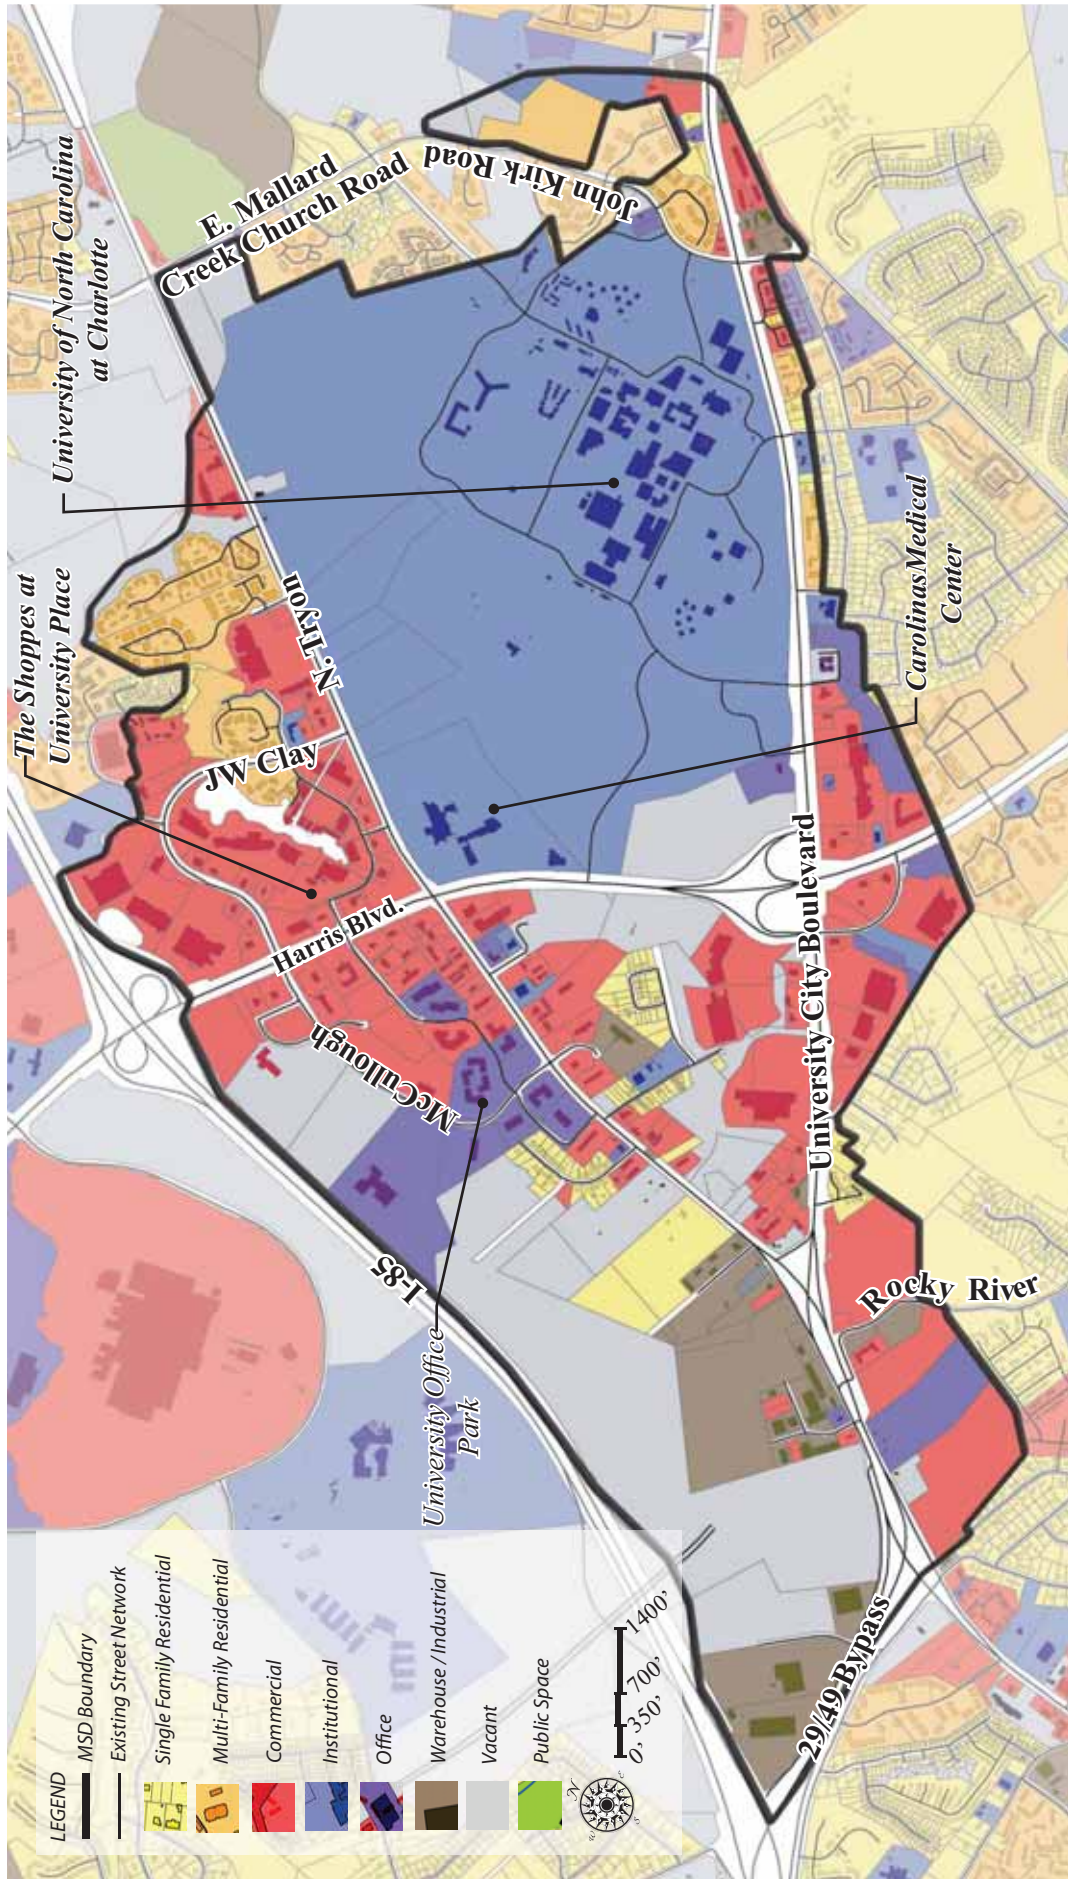 University of North Carolina
at Charlotte
The Shoppes at
University Place
E. Mallard
Creek Church Road
John Kirk Road
N. Tryon
JW Clay
CarolinasMedical
Center
Harris Blvd.
McCullough
University City Boulevard
I-85
University Office
Park
Rocky River
29/49 Bypass
LEGEND
MSD Boundary
Existing Street Network
Single Family Residential
Multi-Family Residential
Commercial
Institutional
Office
Warehouse / Industrial
Vacant
Public Space
N
E
S
W
0' 350' 700' 1400'